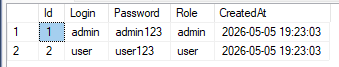 Id Login Password Role CreatedAt
1 1 admin admin123 admin 2026-05-05 19:23:03
2 2 user user123 user 2026-05-05 19:23:03